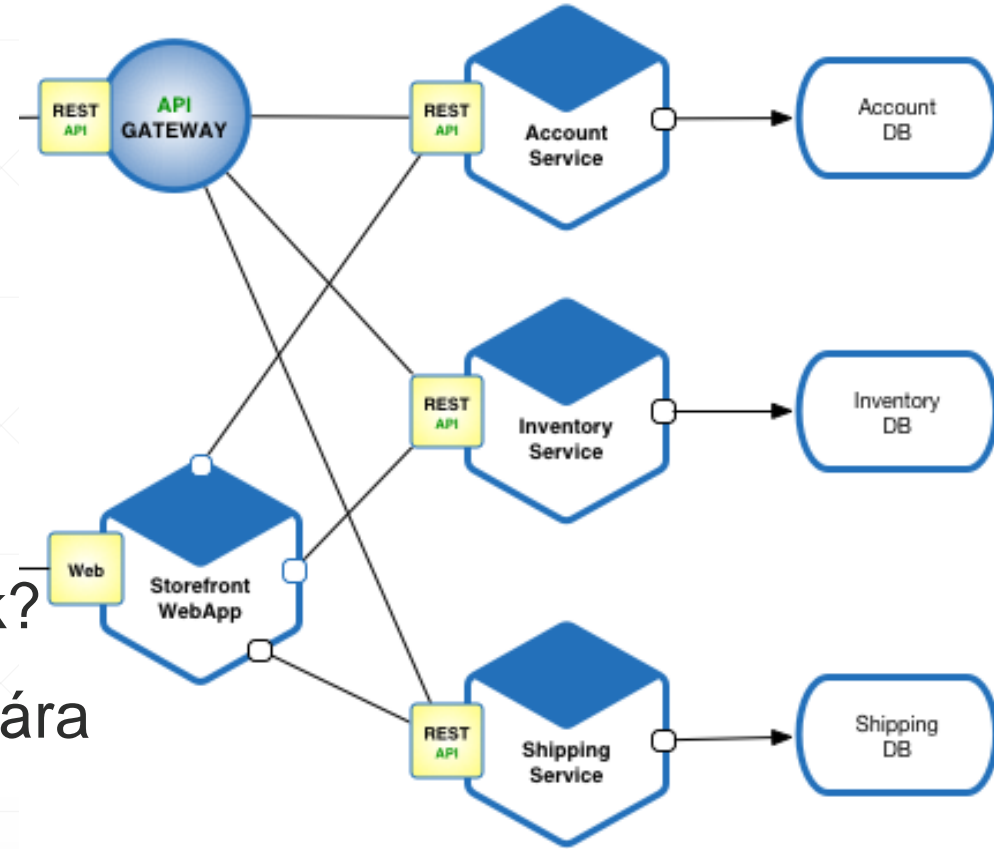 REST
API
API
GATEWAY
REST
API
Account
Service
Account
DB
REST
API
Inventory
Service
Inventory
DB
Web
Storefront
WebApp
?
ára
REST
API
Shipping
Service
Shipping
DB